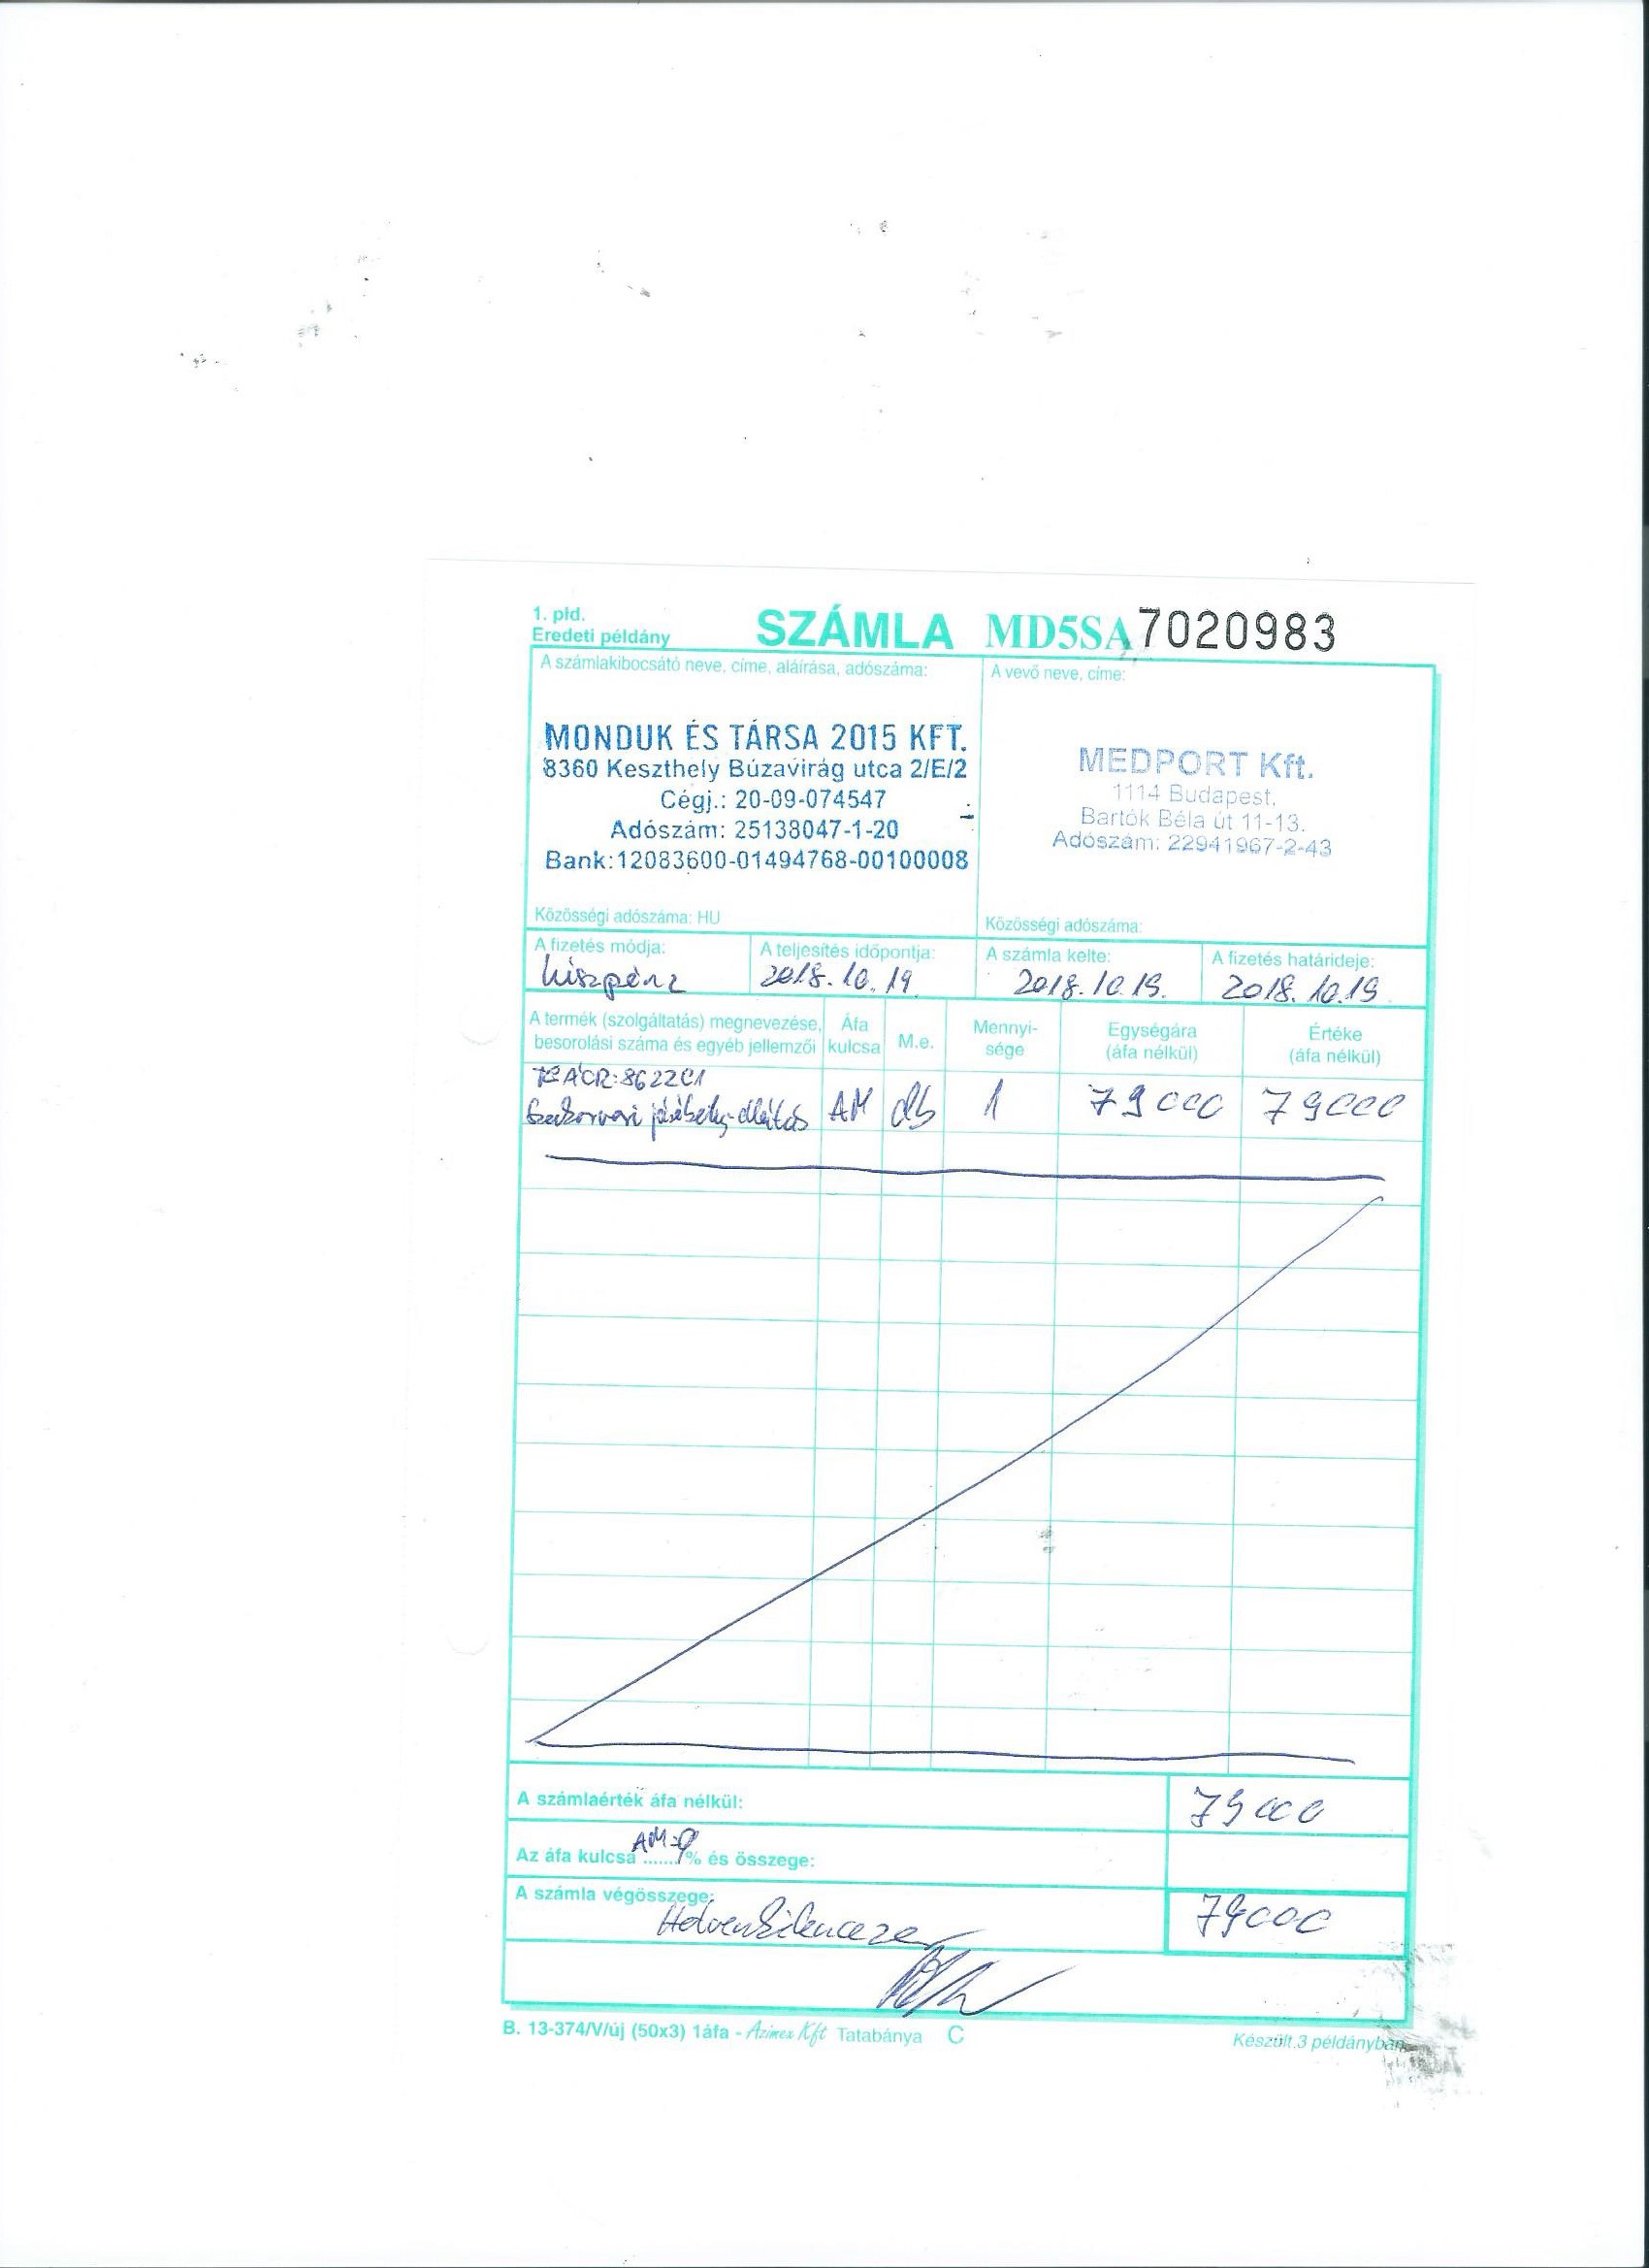 1. pld.
Eredeti példány
SZÁMLA MD5SA 7020983
A számlakibocsátó neve, címe, aláírása, adószáma:
MONDUK ÉS TÁRSA 2015 KFT.
8360 Keszthely Búzavirág utca 2/E/2
Cégj.: 20-09-074547
Adószám: 25138047-1-20
Bank:12083600-01494768-00100008
Közösségi adószáma: HU
A vevő neve, címe:
MEDPORT Kft.
1114 Budapest,
Bartók Béla út 11-13.
Adószám: 22941967-2-43
Közösségi adószáma:
A fizetés módja:
készpénz
A teljesítés időpontja:
2018.10.19.
A számla kelte:
2018.10.19.
A fizetés határideje:
2018.10.19.
A termék (szolgáltatás) megnevezése, besorolási száma és egyéb jellemzői
Áfa kulcsa
M.e.
Mennyi-sége
Egységára (áfa nélkül)
Értéke (áfa nélkül)
862201
Szakorvosi járóbeteg-ellátás AM db 1 79000 79000
A számlaérték áfa nélkül: 79000
AM
Az áfa kulcsa ......% és összege:
A számla végösszege: 79000
Hetvenkilencezer
B. 13-374/V/új (50x3) 1áfa - Azimex Kft Tatabánya C
Készült 3 példányban